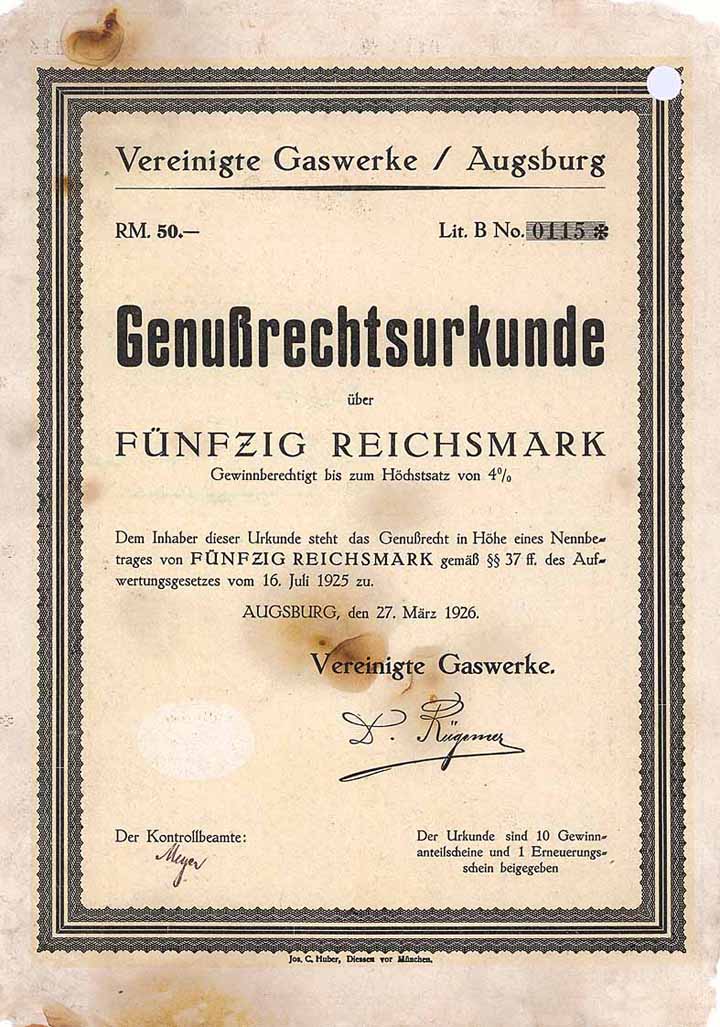 Vereinigte Gaswerke / Augsburg
RM. 50.—
Lit. B No. 0115 ✻
Genußrechtsurkunde
über
FÜNFZIG REICHSMARK
Gewinnberechtigt bis zum Höchstsatz von 4%
Dem Inhaber dieser Urkunde steht das Genußrecht in Höhe eines Nennbe-
trages von FÜNFZIG REICHSMARK gemäß §§ 37 ff. des Auf-
wertungsgesetzes vom 16. Juli 1925 zu.
AUGSBURG, den 27. März 1926.
Vereinigte Gaswerke.
D. Rügemer
Der Kontrollbeamte:
Meyer
Der Urkunde sind 10 Gewinn-
anteilscheine und 1 Erneuerungs-
schein beigegeben
Jos. C. Huber, Diessen vor München.